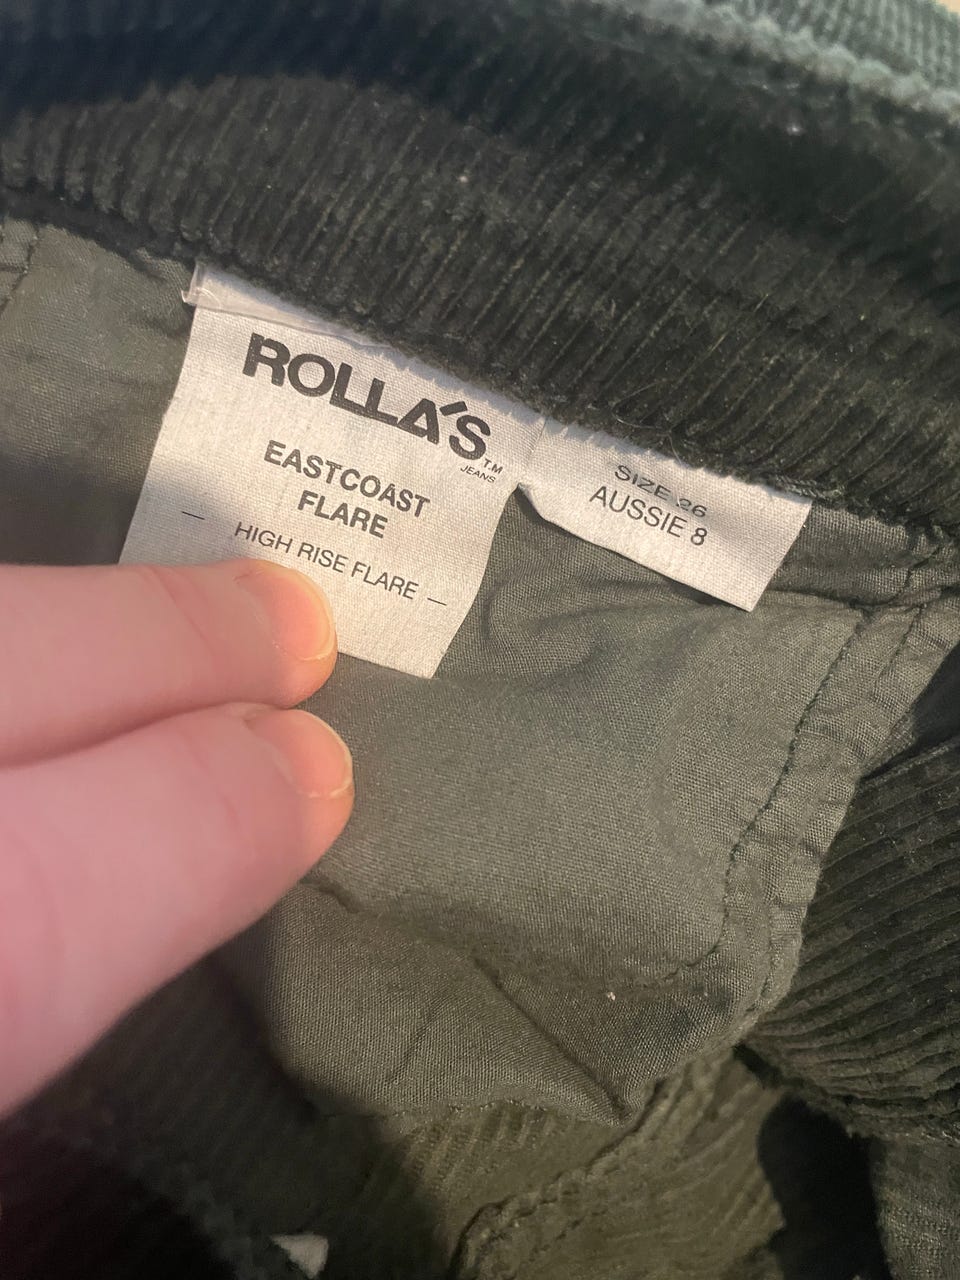 ROLLA'S
T.M
JEANS
EASTCOAST
FLARE
— HIGH RISE FLARE —
SIZE 26
AUSSIE 8